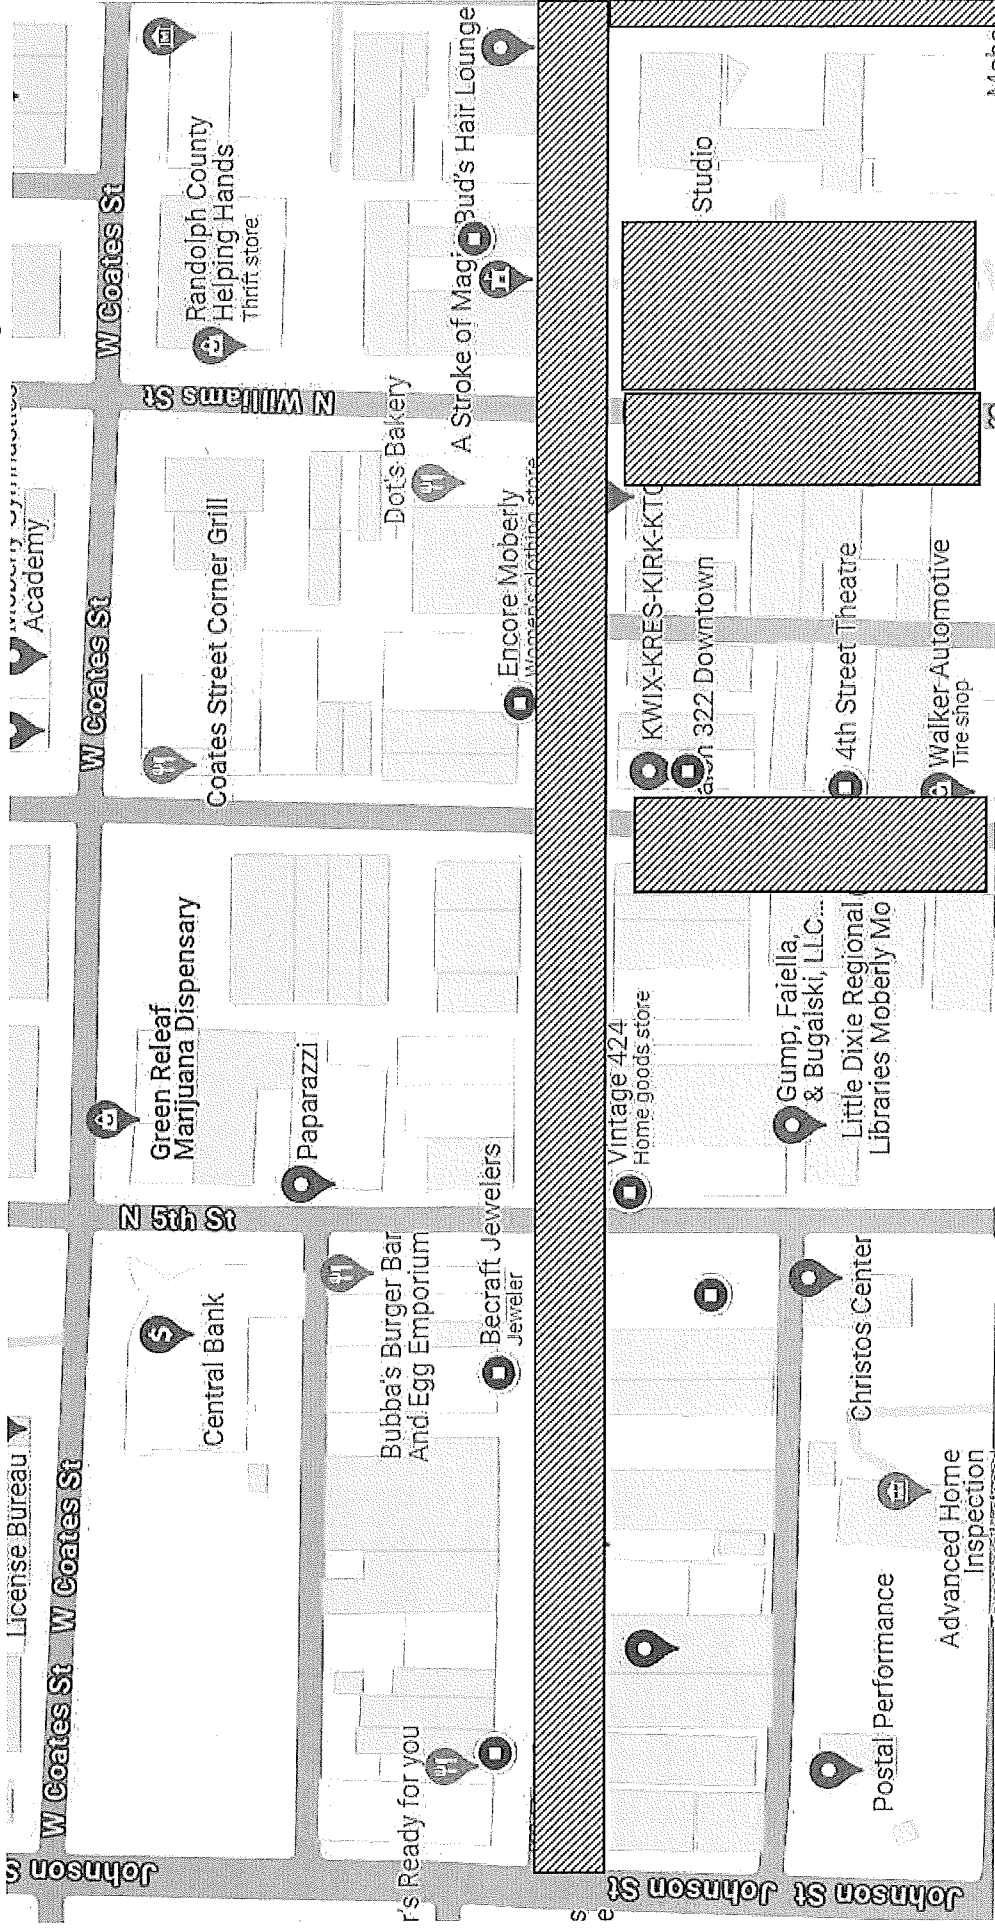 Johnson S
W Coates St
W Coates St
License Bureau
W Coates St
Academy
W Coates St
Central Bank
N 5th St
Green Releaf
Marijuana Dispensary
Paparazzi
Coates Street Corner Grill
N Williams St
Randolph County
Helping Hands
Thrift store
r's Ready for you
Bubba's Burger Bar
And Egg Emporium
Becraft Jewelers
Jeweler
Dot's Bakery
Encore Moberly
Women's clothing store
A Stroke of Magi
Bud's Hair Lounge
Johnson St
Vintage 424
Home goods store
KWIX-KRES-KIRK-KTC
322 Downtown
Studio
Johnson St
Postal Performance
Advanced Home
Inspection
Christos Center
Gump, Faiella,
& Bugalski, LLC...
Little Dixie Regional
Libraries Moberly Mo
4th Street Theatre
Walker Automotive
Tire shop